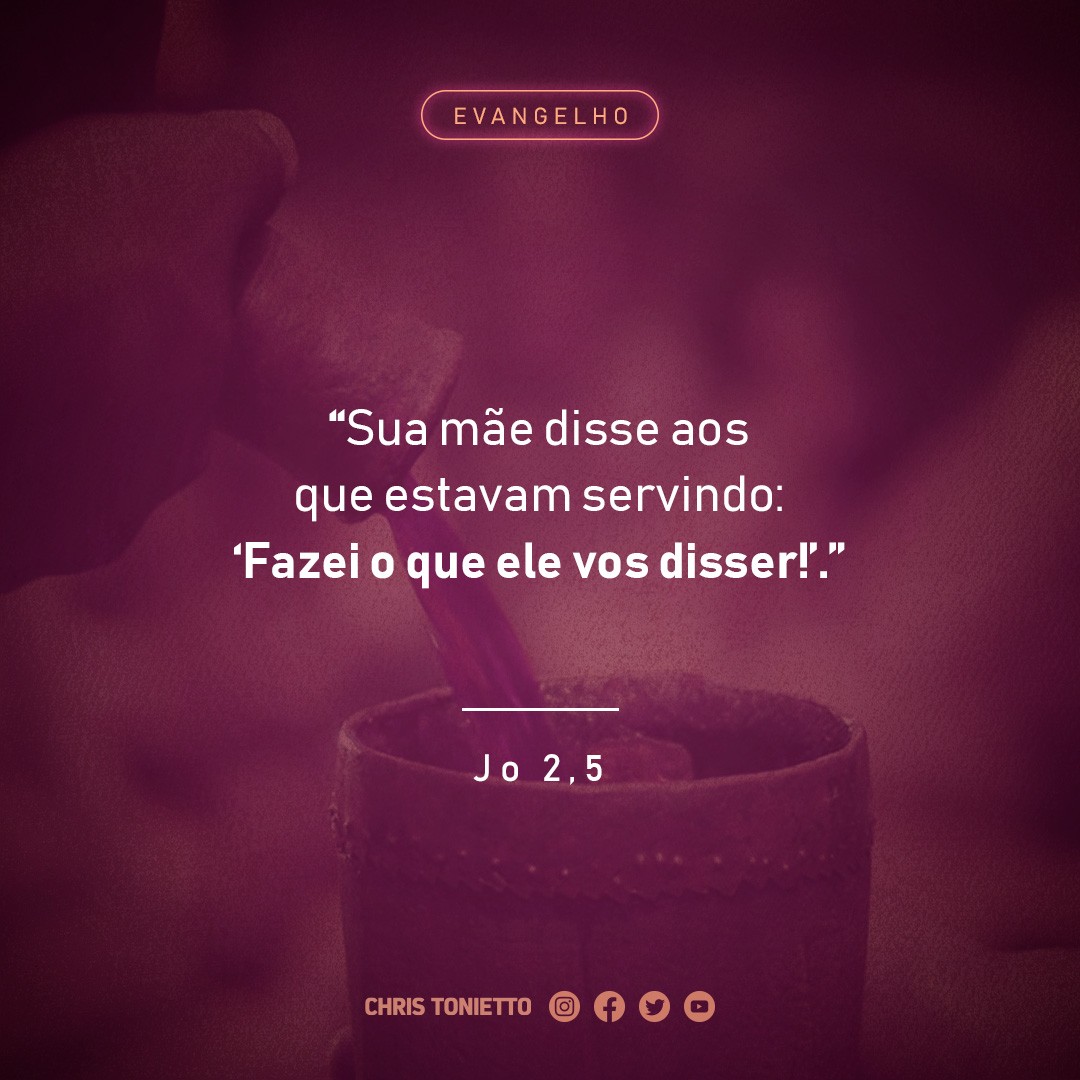 EVANGELHO
“Sua mãe disse aos
que estavam servindo:
‘Fazei o que ele vos disser!’.”
Jo 2,5
CHRIS TONIETTO